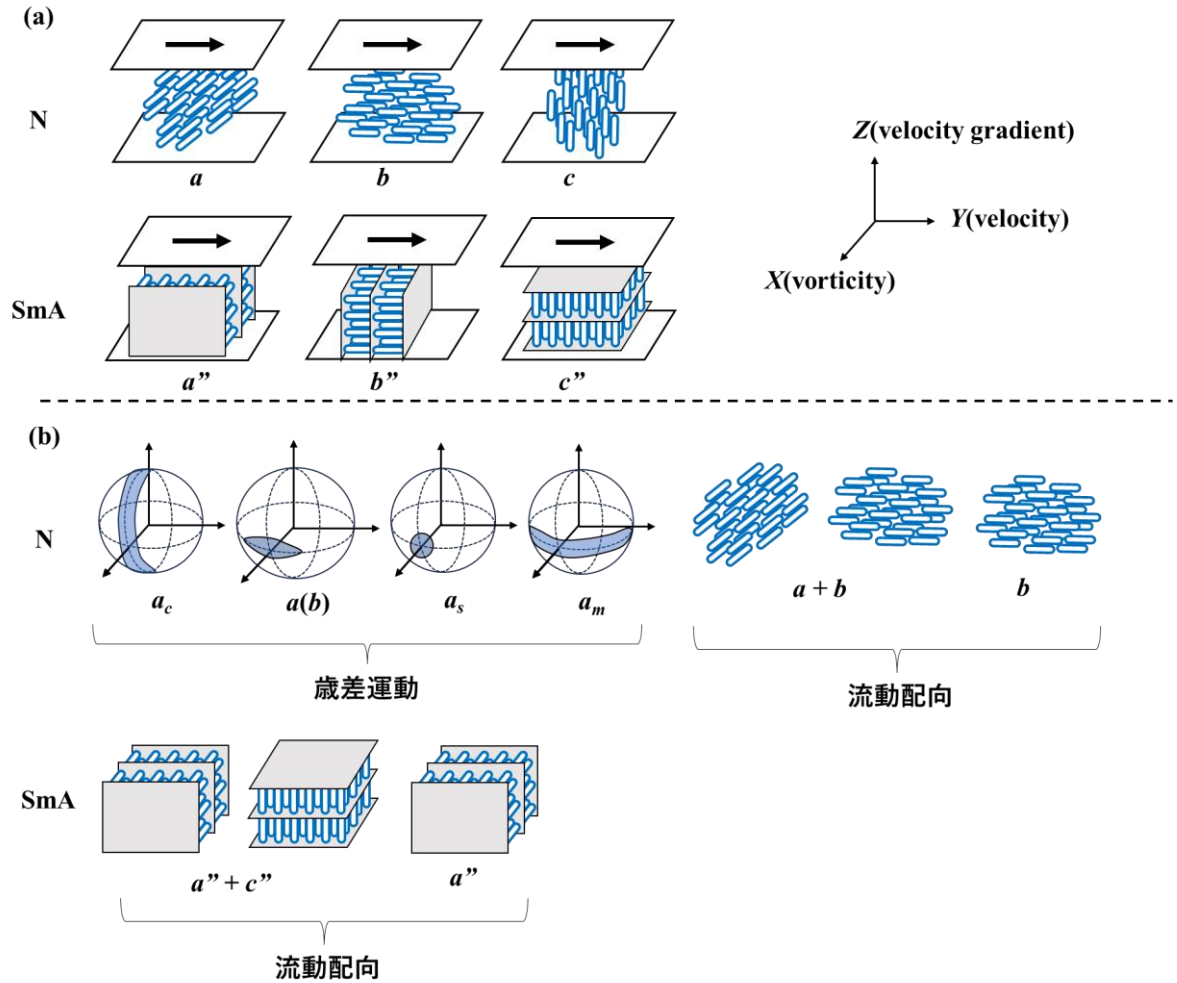 (a)
N
a
b
c
Z(velocity gradient)
Y(velocity)
X(vorticity)
SmA
a”
b”
c”
(b)
N
a_c
a(b)
a_s
a_m
a + b
b
歳差運動
流動配向
SmA
a” + c”
a”
流動配向